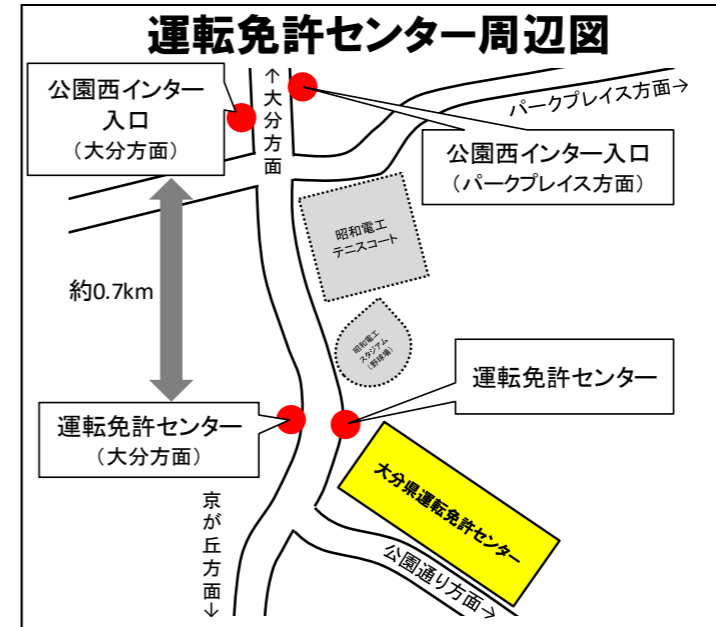 運転免許センター周辺図
公園西インター
入口
（大分方面）
↑大分方面
パークプレイス方面→
公園西インター入口
（パークプレイス方面）
昭和電工
テニスコート
約0.7km
昭和電工
スタジアム
（野球場）
運転免許センター
（大分方面）
運転免許センター
大分県運転免許センター
京が丘方面↓
公園通り方面→